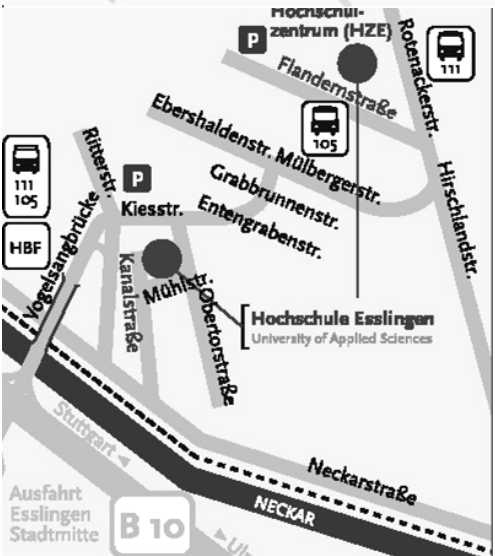 Hochschul-
zentrum (HZE)
P
Flandernstraße
Rotenackerstr.
111
105
Ebershaldenstr.
Mülbergerstr.
Hirschlandstr.
Grabbrunnenstr.
Entengrabenstr.
111
105
HBF
Ritterstr.
P
Kiesstr.
Vogelsangbrücke
Kanalstraße
Mühlstr.
Obertorstraße
Hochschule Esslingen
University of Applied Sciences
Neckarstraße
NECKAR
Stuttgart
Ausfahrt
Esslingen
Stadtmitte
B 10